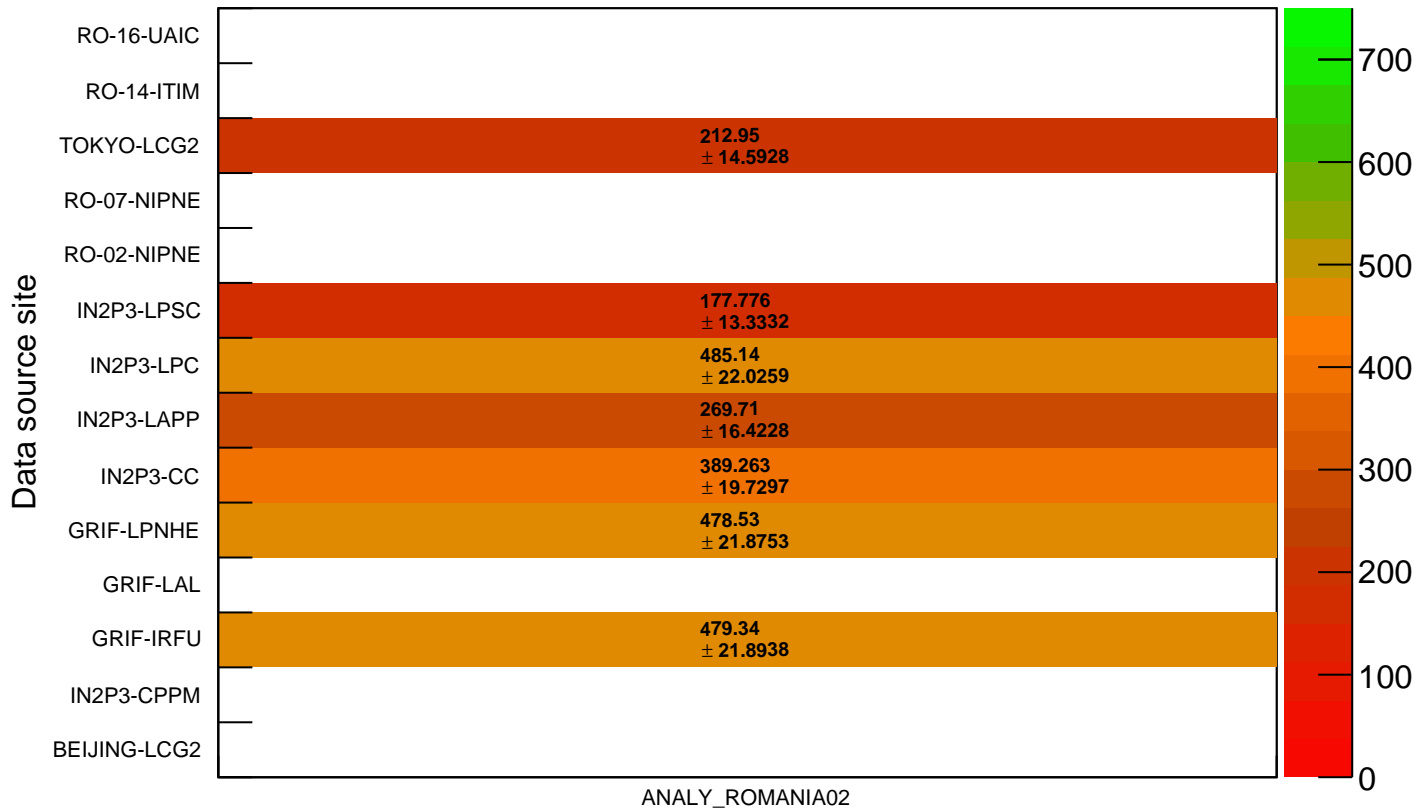 RO-16-UAIC
RO-14-ITIM
TOKYO-LCG2
RO-07-NIPNE
RO-02-NIPNE
IN2P3-LPSC
IN2P3-LPC
IN2P3-LAPP
IN2P3-CC
GRIF-LPNHE
GRIF-LAL
GRIF-IRFU
IN2P3-CPPM
BEIJING-LCG2
Data source site
212.95
± 14.5928
177.776
± 13.3332
485.14
± 22.0259
269.71
± 16.4228
389.263
± 19.7297
478.53
± 21.8753
479.34
± 21.8938
ANALY_ROMANIA02
700
600
500
400
300
200
100
0